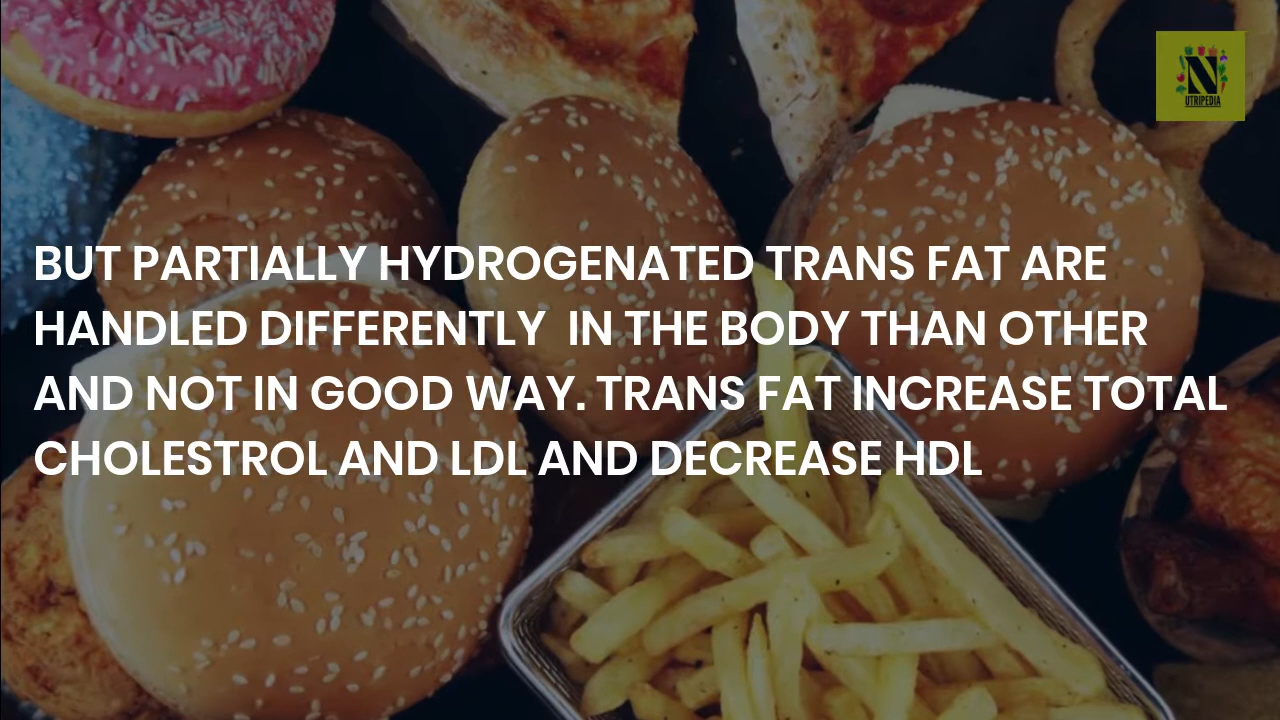 N
UTRIPEDIA
BUT PARTIALLY HYDROGENATED TRANS FAT ARE
HANDLED DIFFERENTLY  IN THE BODY THAN OTHER
AND NOT IN GOOD WAY. TRANS FAT INCREASE TOTAL
CHOLESTROL AND LDL AND DECREASE HDL